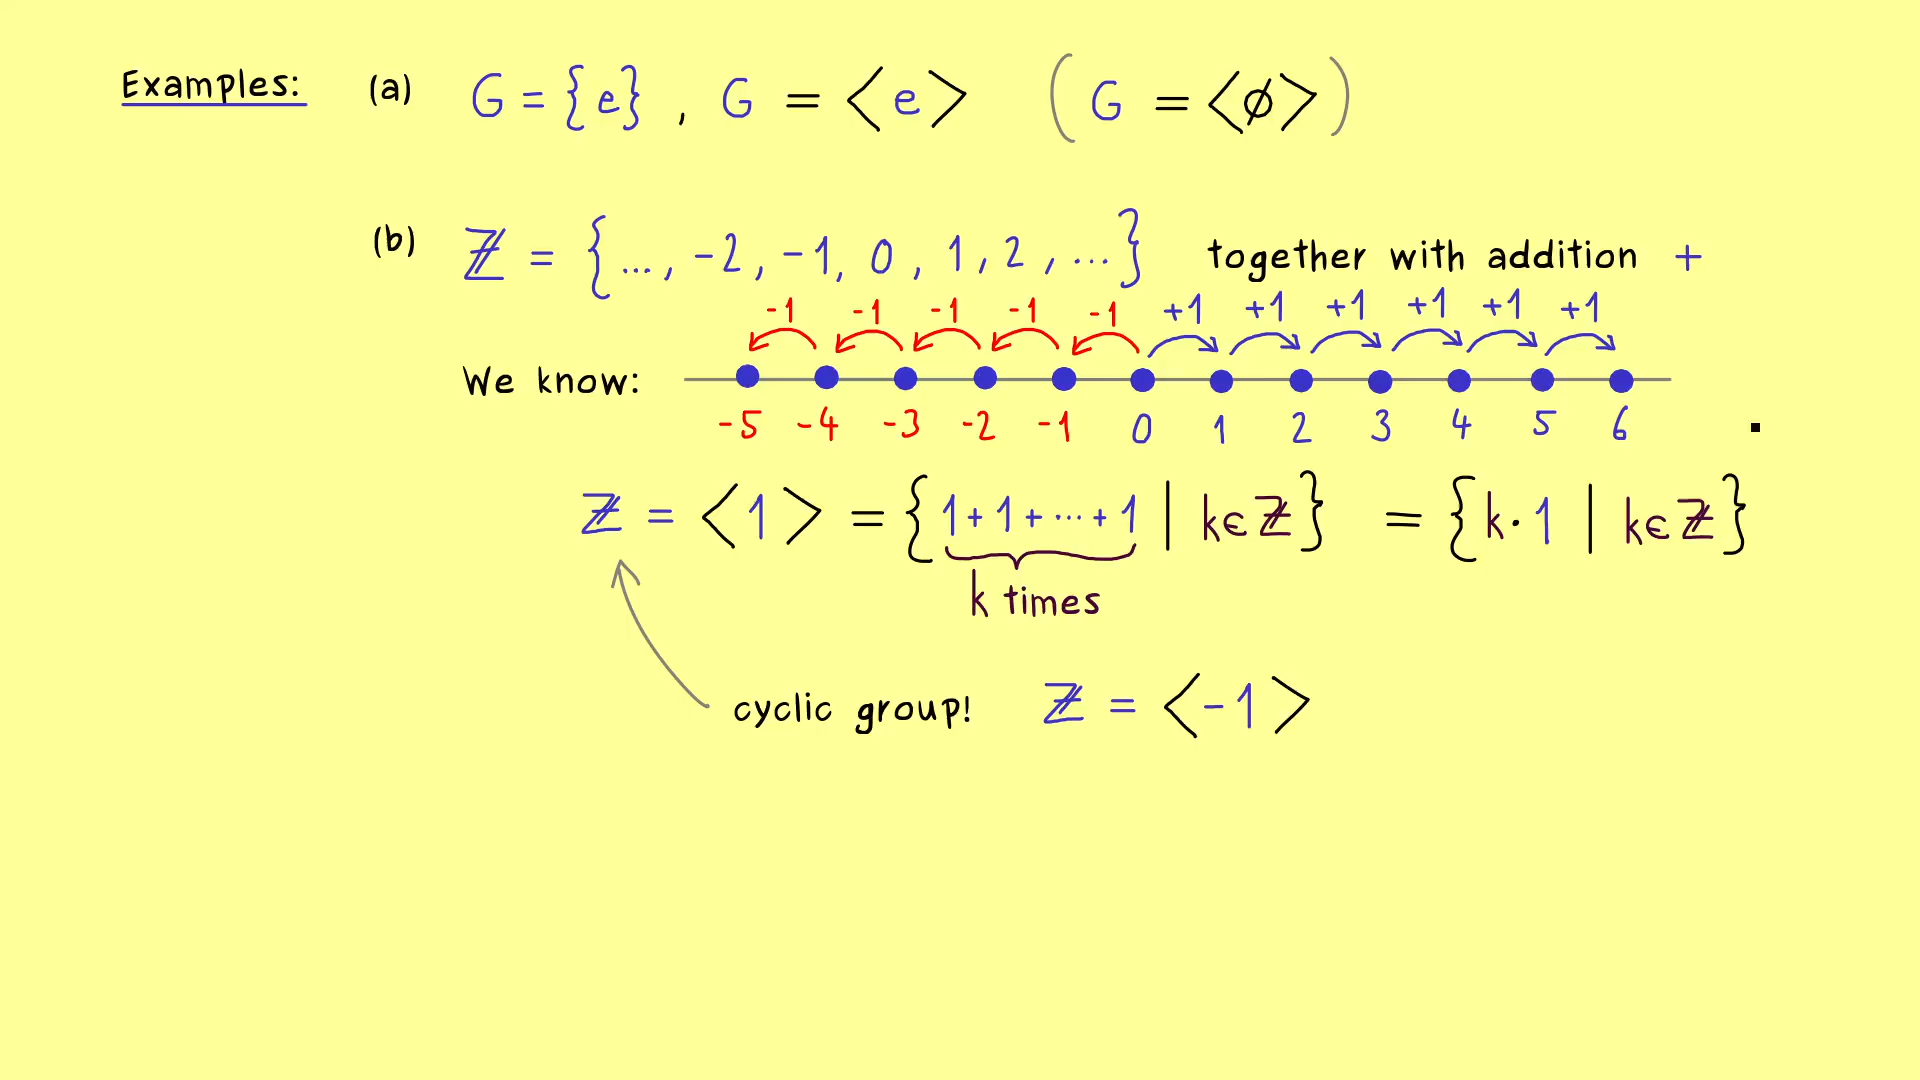 Examples: (a) G = {e} , G = <e> (G = <ø>)
(b) ℤ = {..., -2, -1, 0, 1, 2, ...} together with addition +
-1 -1 -1 -1 -1 +1 +1 +1 +1 +1 +1
We know:
-5 -4 -3 -2 -1 0 1 2 3 4 5 6
ℤ = <1> = {1 + 1 + ... + 1 | k∈ℤ} = {k·1 | k∈ℤ}
k times
cyclic group! ℤ = <-1>